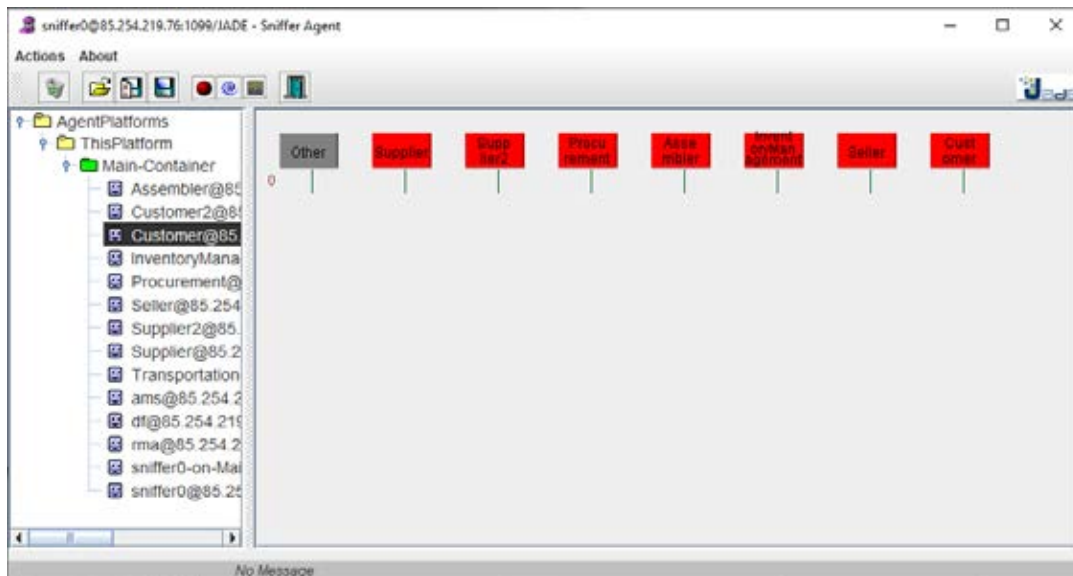 sniffer0@85.254.219.76:1099/JADE - Sniffer Agent
Actions About
Jade
AgentPlatforms
ThisPlatform
Main-Container
Assembler@85
Customer2@85
Customer@85.
InventoryMana
Procurement@
Seller@85.254
Supplier2@85.
Supplier@85.2
Transportation
ams@85.254.2
df@85.254.219
rma@85.254.2
sniffer0-on-Mai
sniffer0@85.25
0
Other
Supplier
Supp
lier2
Procu
rement
Asse
mbler
Invent
oryMan
agement
Seller
Cust
omer
No Message